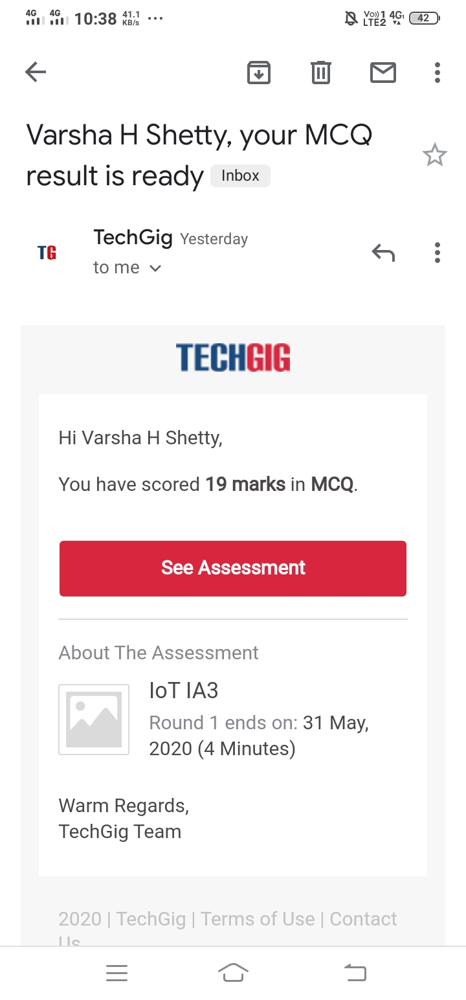 4G 4G 10:38 41.1 KB/s ... Vo)) 1 LTE2 4G 42
Varsha H Shetty, your MCQ
result is ready Inbox
TG
TechGig Yesterday
to me
TECHGIG
Hi Varsha H Shetty,
You have scored 19 marks in MCQ.
See Assessment
About The Assessment
IoT IA3
Round 1 ends on: 31 May,
2020 (4 Minutes)
Warm Regards,
TechGig Team
2020 | TechGig | Terms of Use | Contact
Us